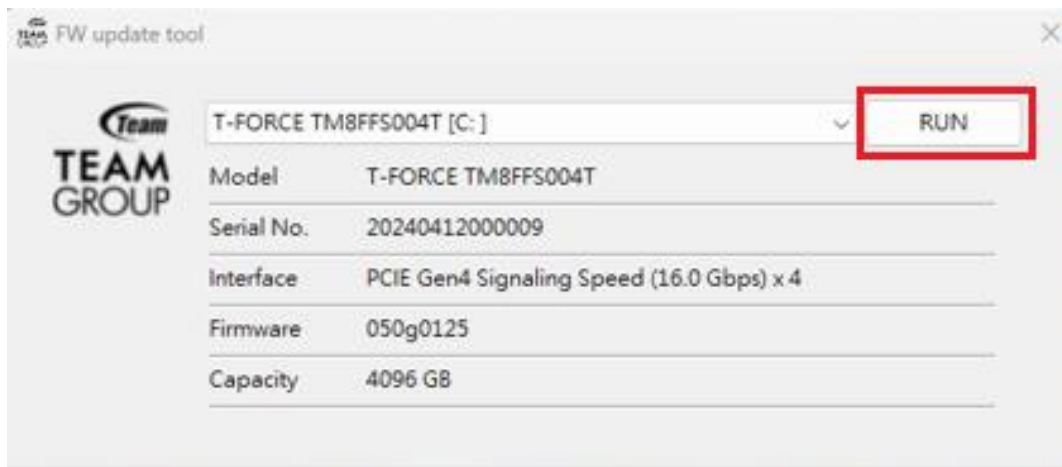 FW update tool
Team
TEAM
GROUP
T-FORCE TM8FFS004T [C: ]
RUN
Model T-FORCE TM8FFS004T
Serial No. 20240412000009
Interface PCIE Gen4 Signaling Speed (16.0 Gbps) x 4
Firmware 050g0125
Capacity 4096 GB